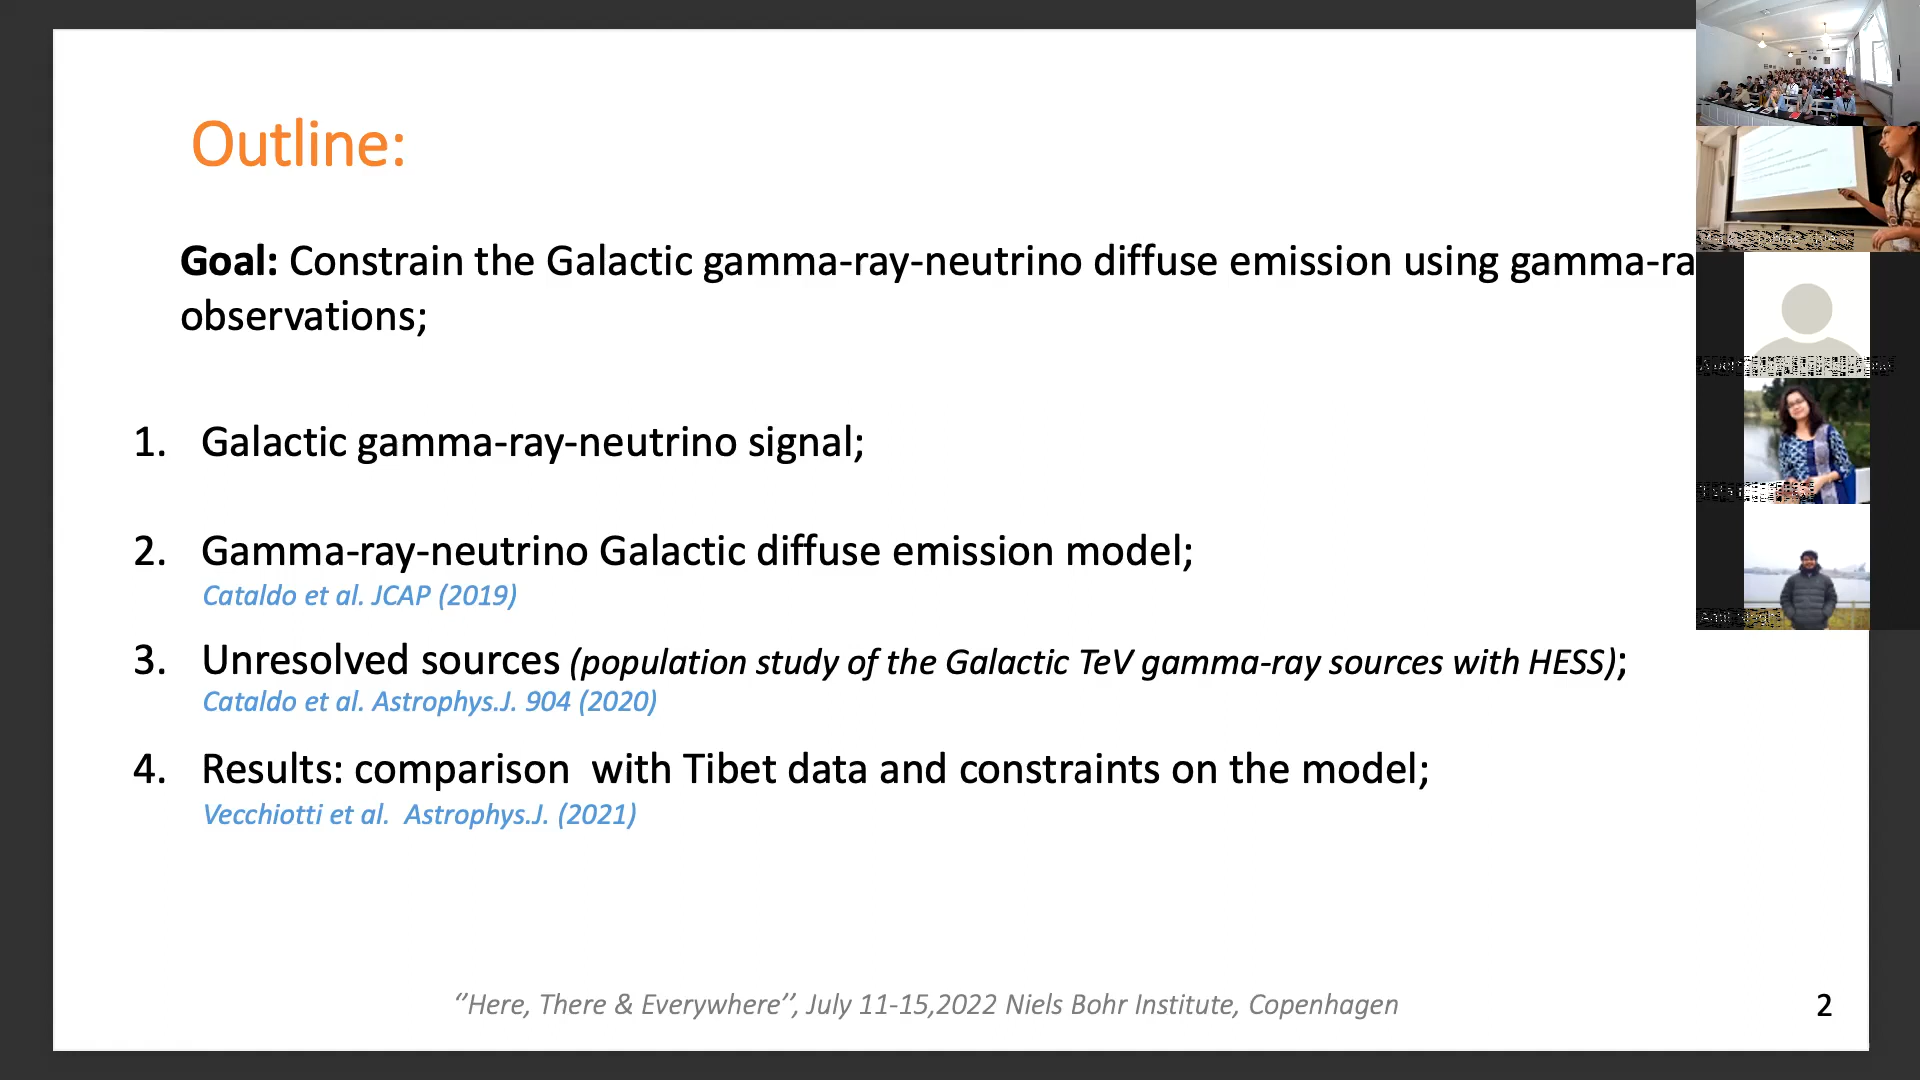 Outline:
Goal: Constrain the Galactic gamma-ray-neutrino diffuse emission using gamma-ra
observations;
1. Galactic gamma-ray-neutrino signal;
2. Gamma-ray-neutrino Galactic diffuse emission model;
Cataldo et al. JCAP (2019)
3. Unresolved sources (population study of the Galactic TeV gamma-ray sources with HESS);
Cataldo et al. Astrophys.J. 904 (2020)
4. Results: comparison  with Tibet data and constraints on the model;
Vecchiotti et al.  Astrophys.J. (2021)
‘’Here, There & Everywhere’’, July 11-15,2022 Niels Bohr Institute, Copenhagen
2